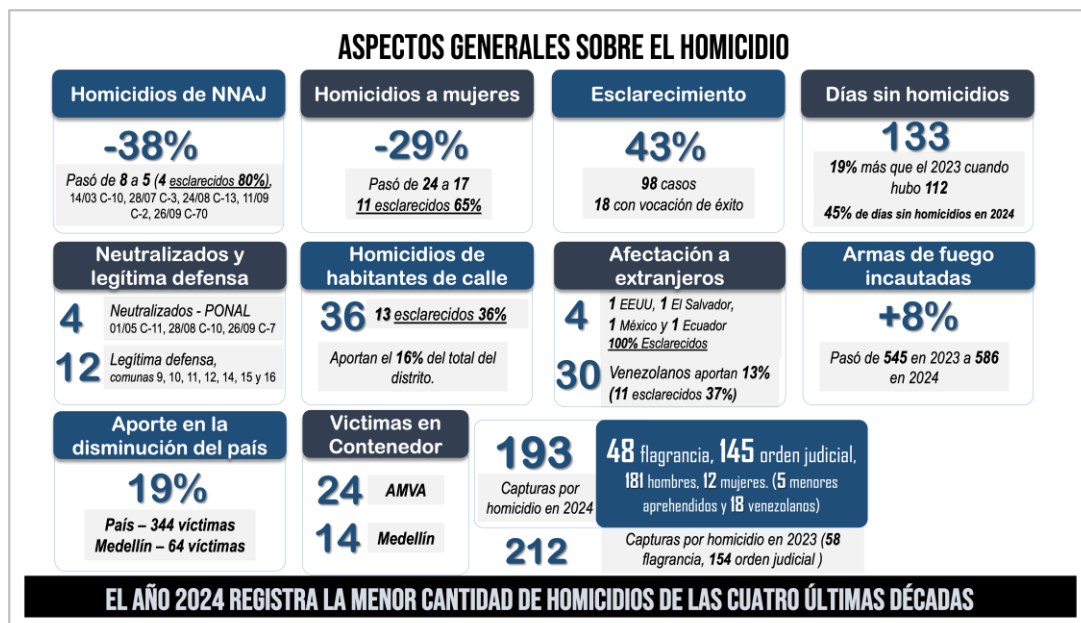 ASPECTOS GENERALES SOBRE EL HOMICIDIO
Homicidios de NNAJ
-38%
Pasó de 8 a 5 (4 esclarecidos 80%),
14/03 C-10, 28/07 C-3, 24/08 C-13, 11/09
C-2, 26/09 C-70
Homicidios a mujeres
-29%
Pasó de 24 a 17
11 esclarecidos 65%
Esclarecimiento
43%
98 casos
18 con vocación de éxito
Días sin homicidios
133
19% más que el 2023 cuando
hubo 112
45% de días sin homicidios en 2024
Neutralizados y
legítima defensa
4
Neutralizados - PONAL
01/05 C-11, 28/08 C-10, 26/09 C-7
12
Legítima defensa,
comunas 9, 10, 11, 12, 14, 15 y 16
Homicidios de
habitantes de calle
36
13 esclarecidos 36%
Aportan el 16% del total del
distrito.
Afectación a
extranjeros
4
1 EEUU, 1 El Salvador,
1 México y 1 Ecuador
100% Esclarecidos
30
Venezolanos aportan 13%
(11 esclarecidos 37%)
Armas de fuego
incautadas
+8%
Pasó de 545 en 2023 a 586
en 2024
Aporte en la
disminución del país
19%
País – 344 víctimas
Medellín – 64 víctimas
Victimas en
Contenedor
24
AMVA
14
Medellín
193
Capturas por
homicidio en 2024
48 flagrancia, 145 orden judicial,
181 hombres, 12 mujeres. (5 menores
aprehendidos y 18 venezolanos)
212
Capturas por homicidio en 2023 (58
flagrancia, 154 orden judicial )
EL AÑO 2024 REGISTRA LA MENOR CANTIDAD DE HOMICIDIOS DE LAS CUATRO ÚLTIMAS DÉCADAS